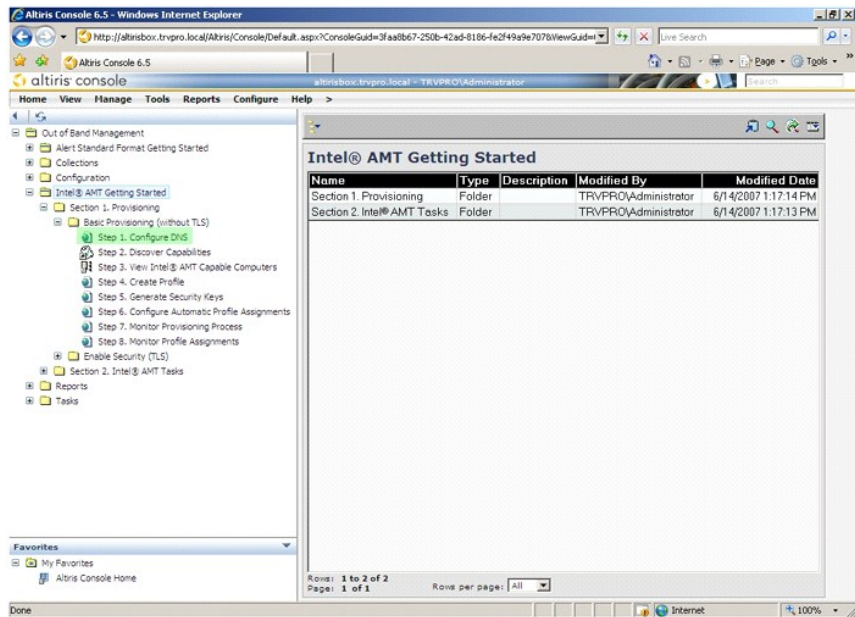 Altiris Console 6.5 - Windows Internet Explorer
http://altirisbox.trvpro.local/Altiris/Console/Default.aspx?ConsoleGuid=3faa8b67-250b-42ad-8186-fe2f49a9e707&ViewGuid=
Live Search
Altiris Console 6.5
Page
Tools
altiris console
altirisbox.trvpro.local - TRVPRO\Administrator
Search
Home View Manage Tools Reports Configure Help >
Out of Band Management
Alert Standard Format Getting Started
Collections
Configuration
Intel® AMT Getting Started
Section 1. Provisioning
Basic Provisioning (without TLS)
Step 1. Configure DNS
Step 2. Discover Capabilities
Step 3. View Intel® AMT Capable Computers
Step 4. Create Profile
Step 5. Generate Security Keys
Step 6. Configure Automatic Profile Assignments
Step 7. Monitor Provisioning Process
Step 8. Monitor Profile Assignments
Enable Security (TLS)
Section 2. Intel® AMT Tasks
Reports
Tasks
Favorites
My Favorites
Altiris Console Home
Intel® AMT Getting Started
Name Type Description Modified By Modified Date
Section 1. Provisioning Folder TRVPRO\Administrator 6/14/2007 1:17:14 PM
Section 2. Intel® AMT Tasks Folder TRVPRO\Administrator 6/14/2007 1:17:13 PM
Rows: 1 to 2 of 2
Page: 1 of 1
Rows per page: All
Done
Internet
100%